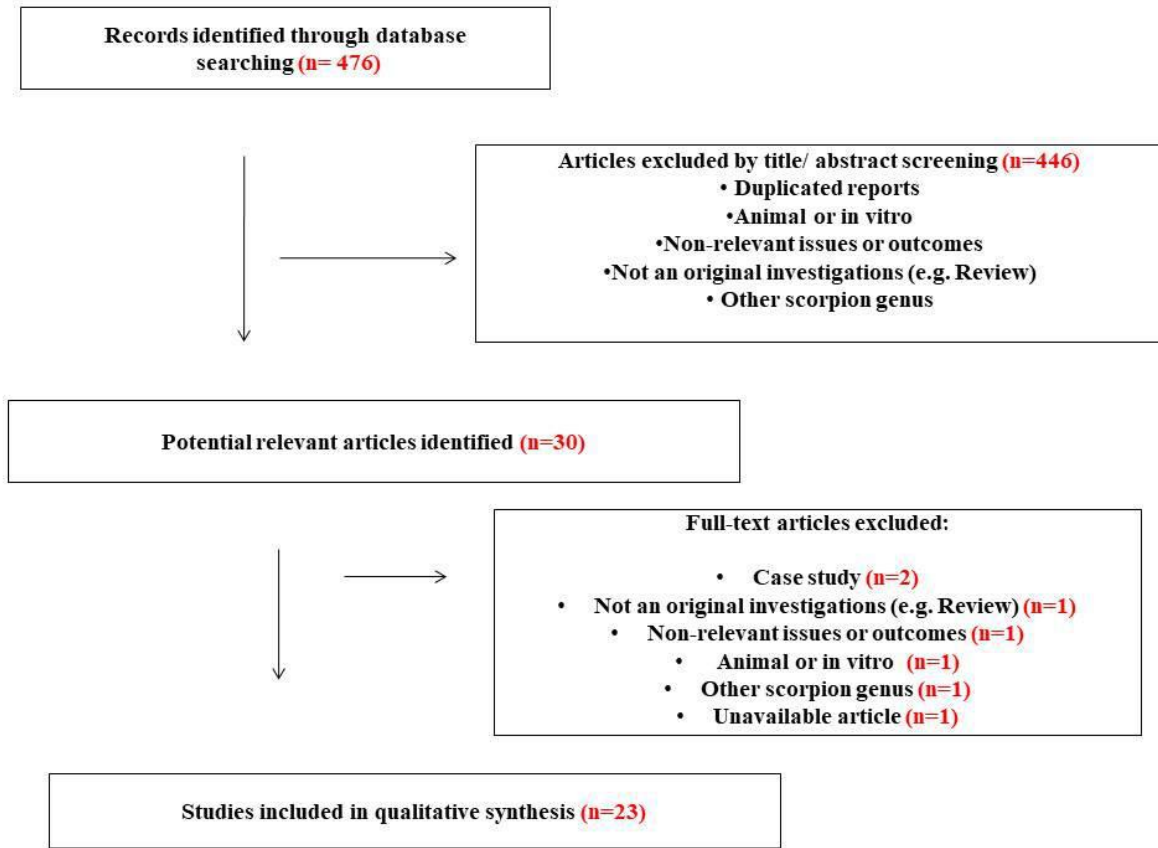 Records identified through database
searching (n= 476)
Articles excluded by title/ abstract screening (n=446)
• Duplicated reports
•Animal or in vitro
•Non-relevant issues or outcomes
•Not an original investigations (e.g. Review)
• Other scorpion genus
Potential relevant articles identified (n=30)
Full-text articles excluded:
• Case study (n=2)
• Not an original investigations (e.g. Review) (n=1)
• Non-relevant issues or outcomes (n=1)
• Animal or in vitro (n=1)
• Other scorpion genus (n=1)
• Unavailable article (n=1)
Studies included in qualitative synthesis (n=23)